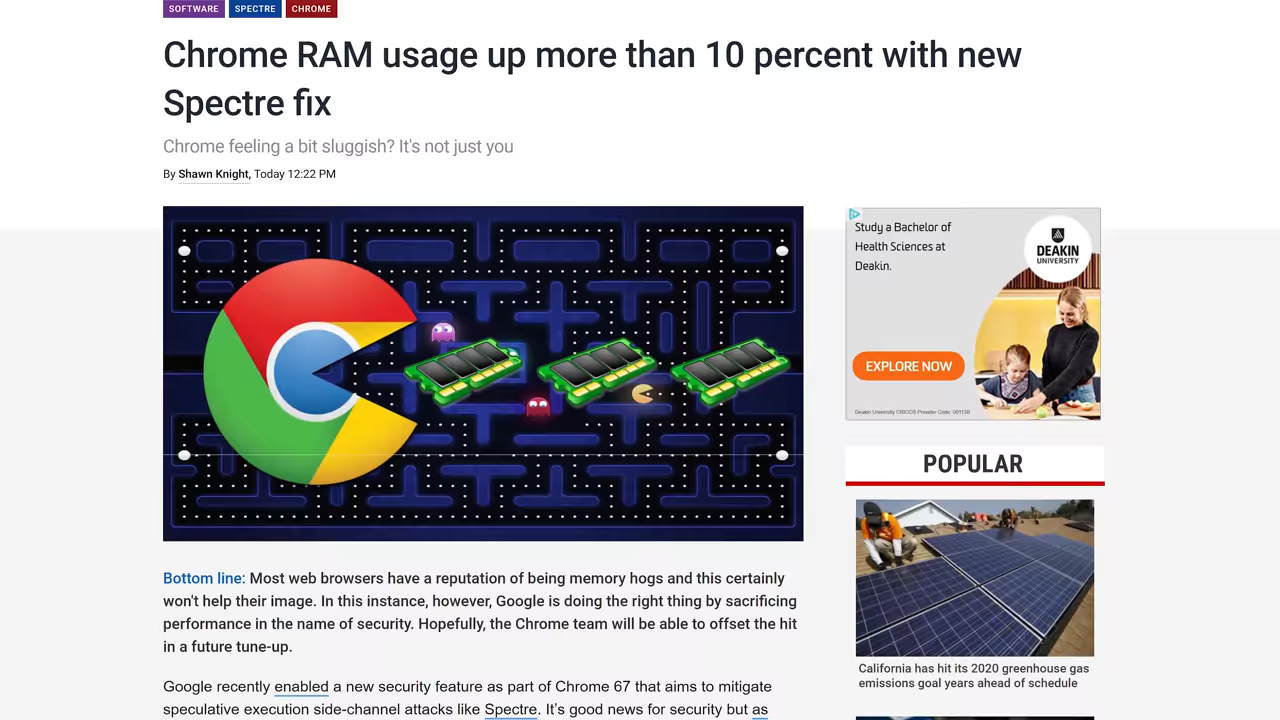 SOFTWARE SPECTRE CHROME
Chrome RAM usage up more than 10 percent with new
Spectre fix
Chrome feeling a bit sluggish? It's not just you
By Shawn Knight, Today 12:22 PM
Study a Bachelor of
Health Sciences at
Deakin.
DEAKIN
UNIVERSITY
EXPLORE NOW
Deakin University CRICOS Provider Code: 00113B
POPULAR
California has hit its 2020 greenhouse gas
emissions goal years ahead of schedule
Bottom line: Most web browsers have a reputation of being memory hogs and this certainly
won't help their image. In this instance, however, Google is doing the right thing by sacrificing
performance in the name of security. Hopefully, the Chrome team will be able to offset the hit
in a future tune-up.
Google recently enabled a new security feature as part of Chrome 67 that aims to mitigate
speculative execution side-channel attacks like Spectre. It’s good news for security but as